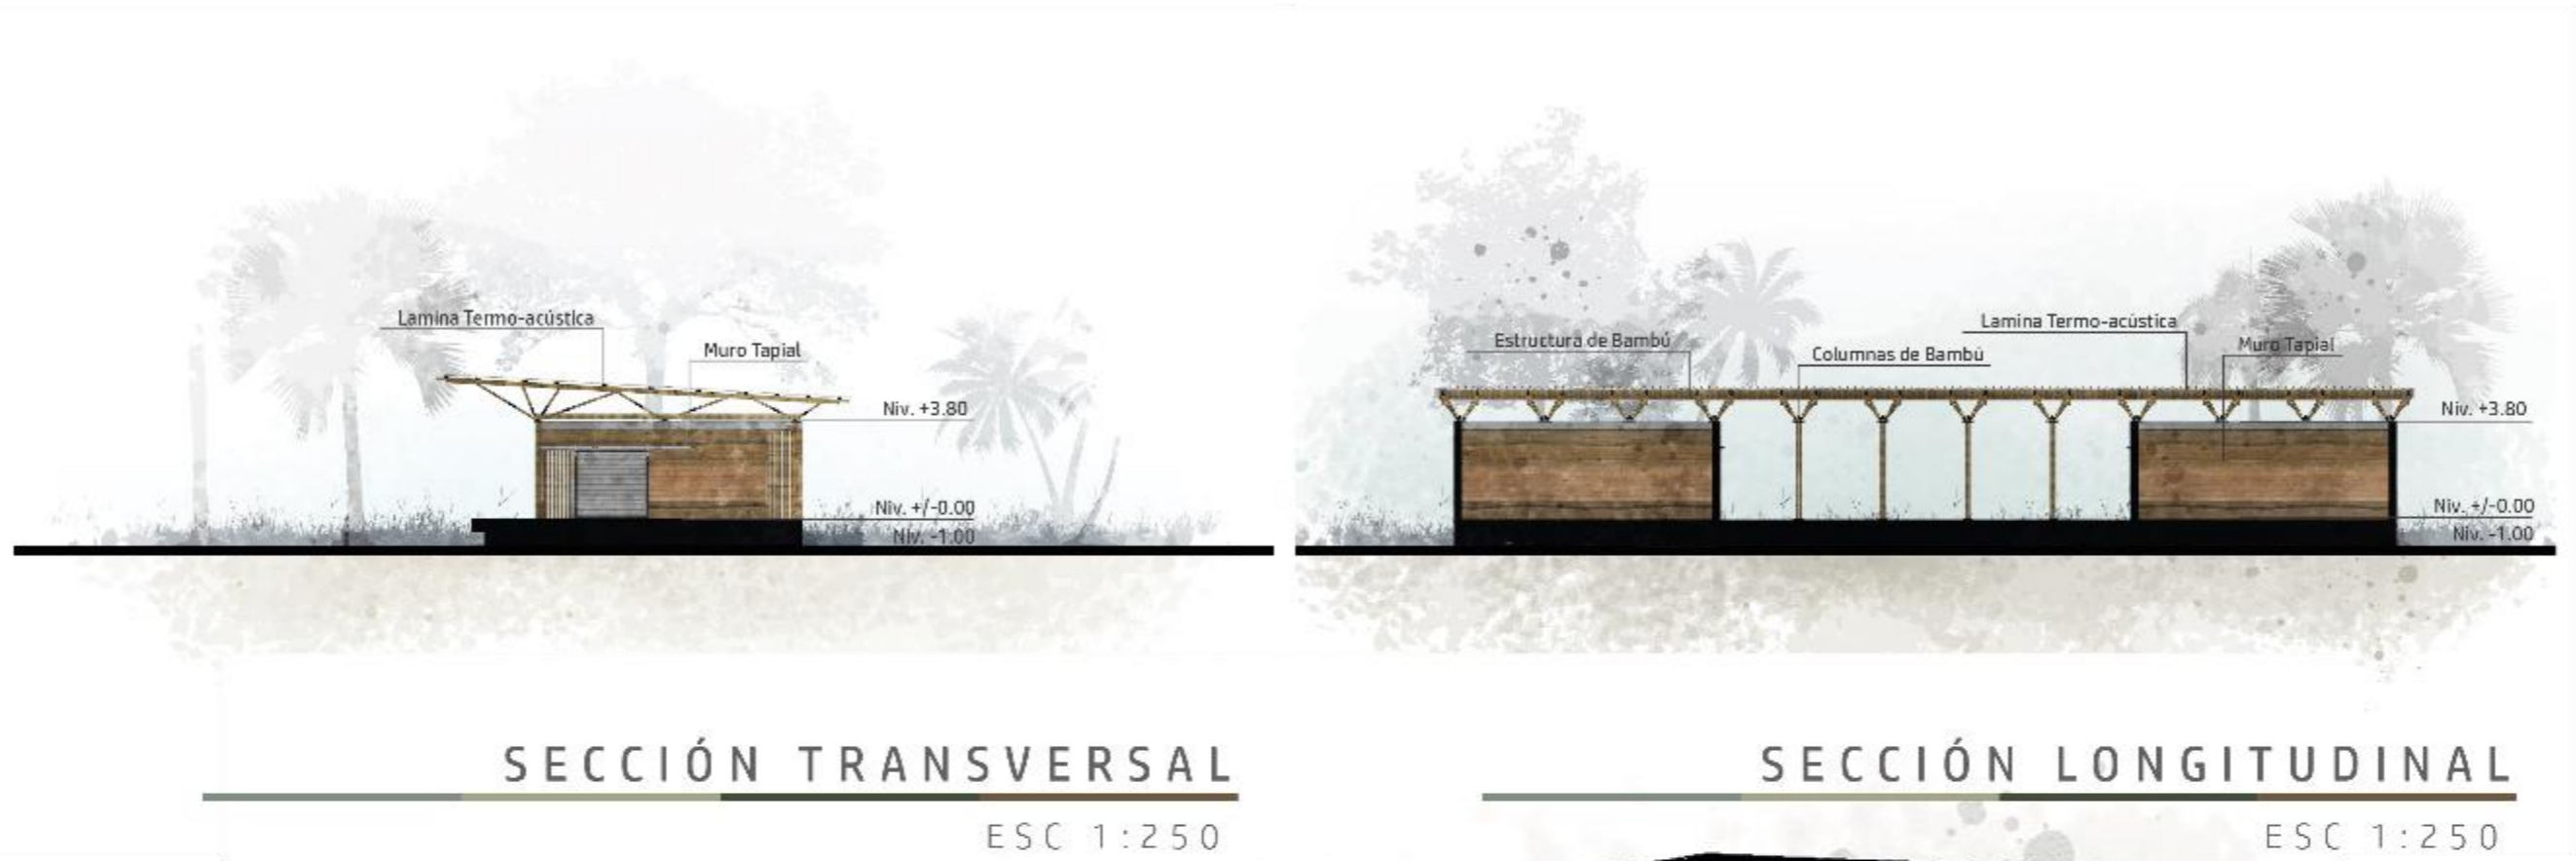 Lamina Termo-acústica
Muro Tapial
Niv. +3.80
Niv. +/-0.00
Niv. -1.00
SECCIÓN TRANSVERSAL
ESC 1:250
Lamina Termo-acústica
Estructura de Bambú
Muro Tapial
Columnas de Bambú
Niv. +3.80
Niv. +/-0.00
Niv. -1.00
SECCIÓN LONGITUDINAL
ESC 1:250